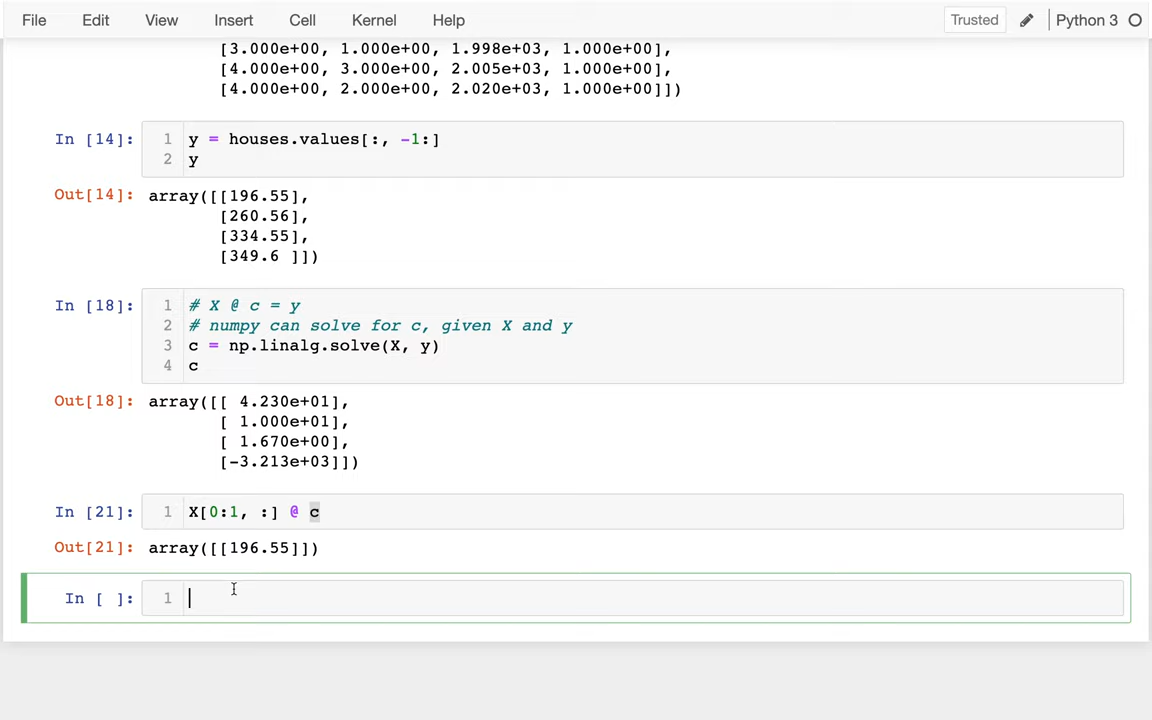 File Edit View Insert Cell Kernel Help Trusted Python 3
[3.000e+00, 1.000e+00, 1.998e+03, 1.000e+00],
[4.000e+00, 3.000e+00, 2.005e+03, 1.000e+00],
[4.000e+00, 2.000e+00, 2.020e+03, 1.000e+00]])
In [14]: 1 y = houses.values[:, -1:]
2 y
Out[14]: array([[196.55],
[260.56],
[334.55],
[349.6 ]])
In [18]: 1 # X @ c = y
2 # numpy can solve for c, given X and y
3 c = np.linalg.solve(X, y)
4 c
Out[18]: array([[ 4.230e+01],
[ 1.000e+01],
[ 1.670e+00],
[-3.213e+03]])
In [21]: 1 X[0:1, :] @ c
Out[21]: array([[196.55]])
In [ ]: 1